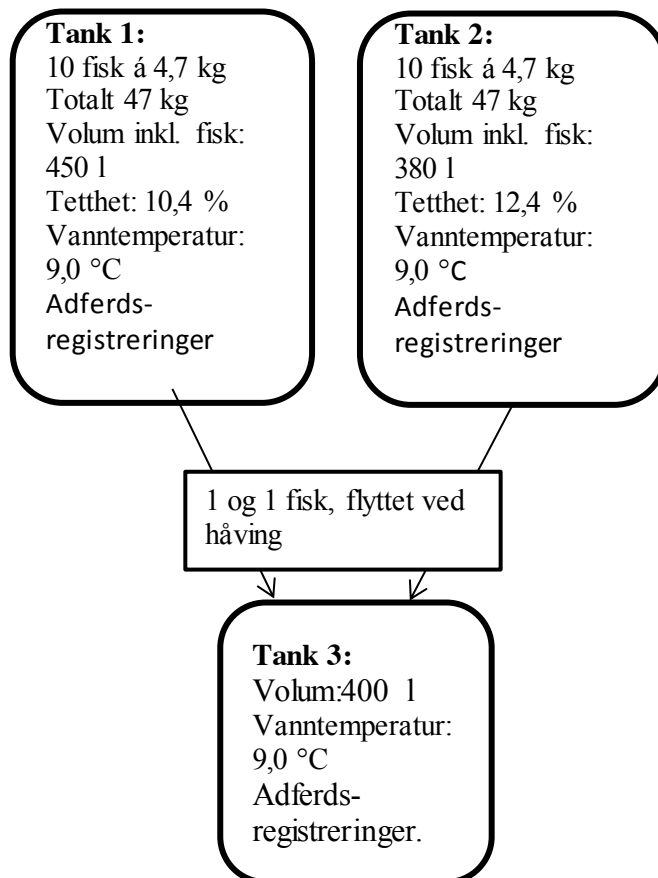 Tank 1:
10 fisk á 4,7 kg
Totalt 47 kg
Volum inkl. fisk:
450 l
Tetthet: 10,4 %
Vanntemperatur:
9,0 °C
Adferds-
registreringer
Tank 2:
10 fisk á 4,7 kg
Totalt 47 kg
Volum inkl. fisk:
380 l
Tetthet: 12,4 %
Vanntemperatur:
9,0 °C
Adferds-
registreringer
1 og 1 fisk, flyttet ved
håving
Tank 3:
Volum:400 l
Vanntemperatur:
9,0 °C
Adferds-
registreringer.